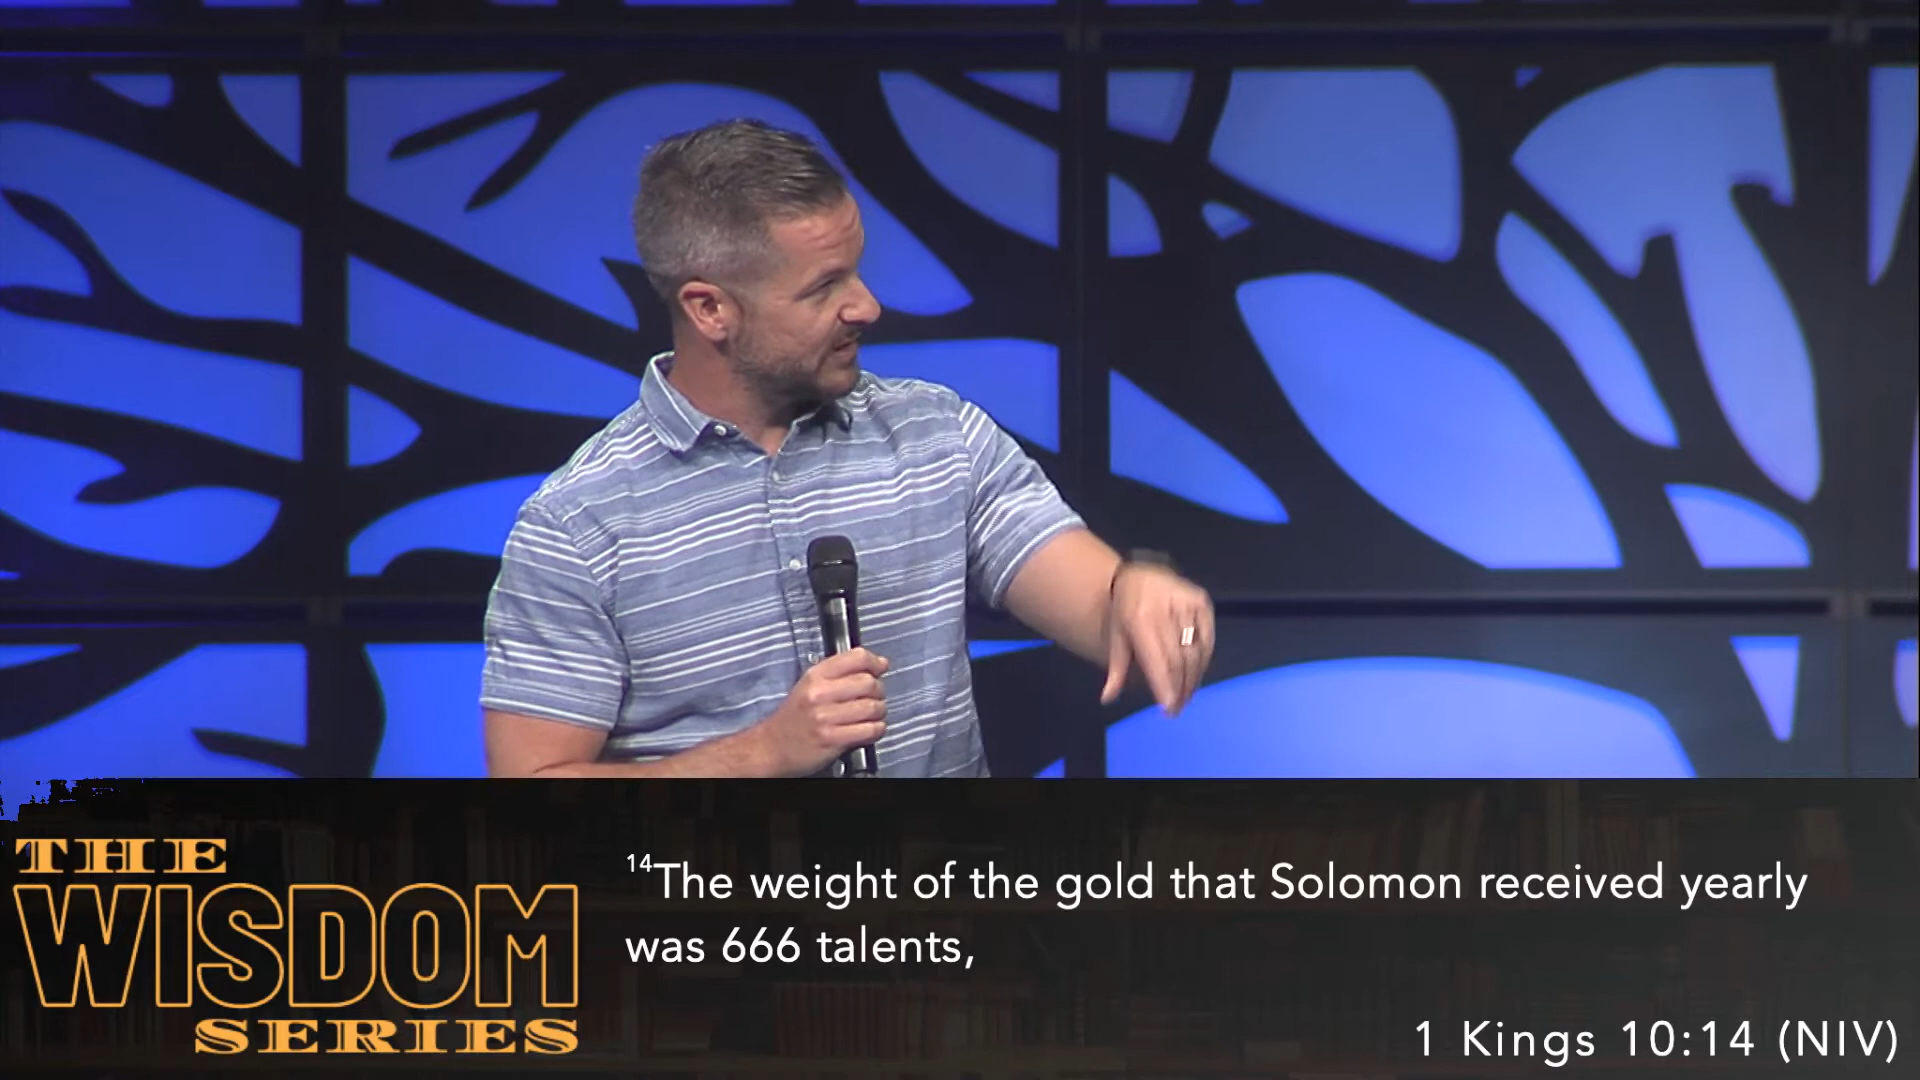 THE
WISDOM
SERIES
14The weight of the gold that Solomon received yearly
was 666 talents,
1 Kings 10:14 (NIV)